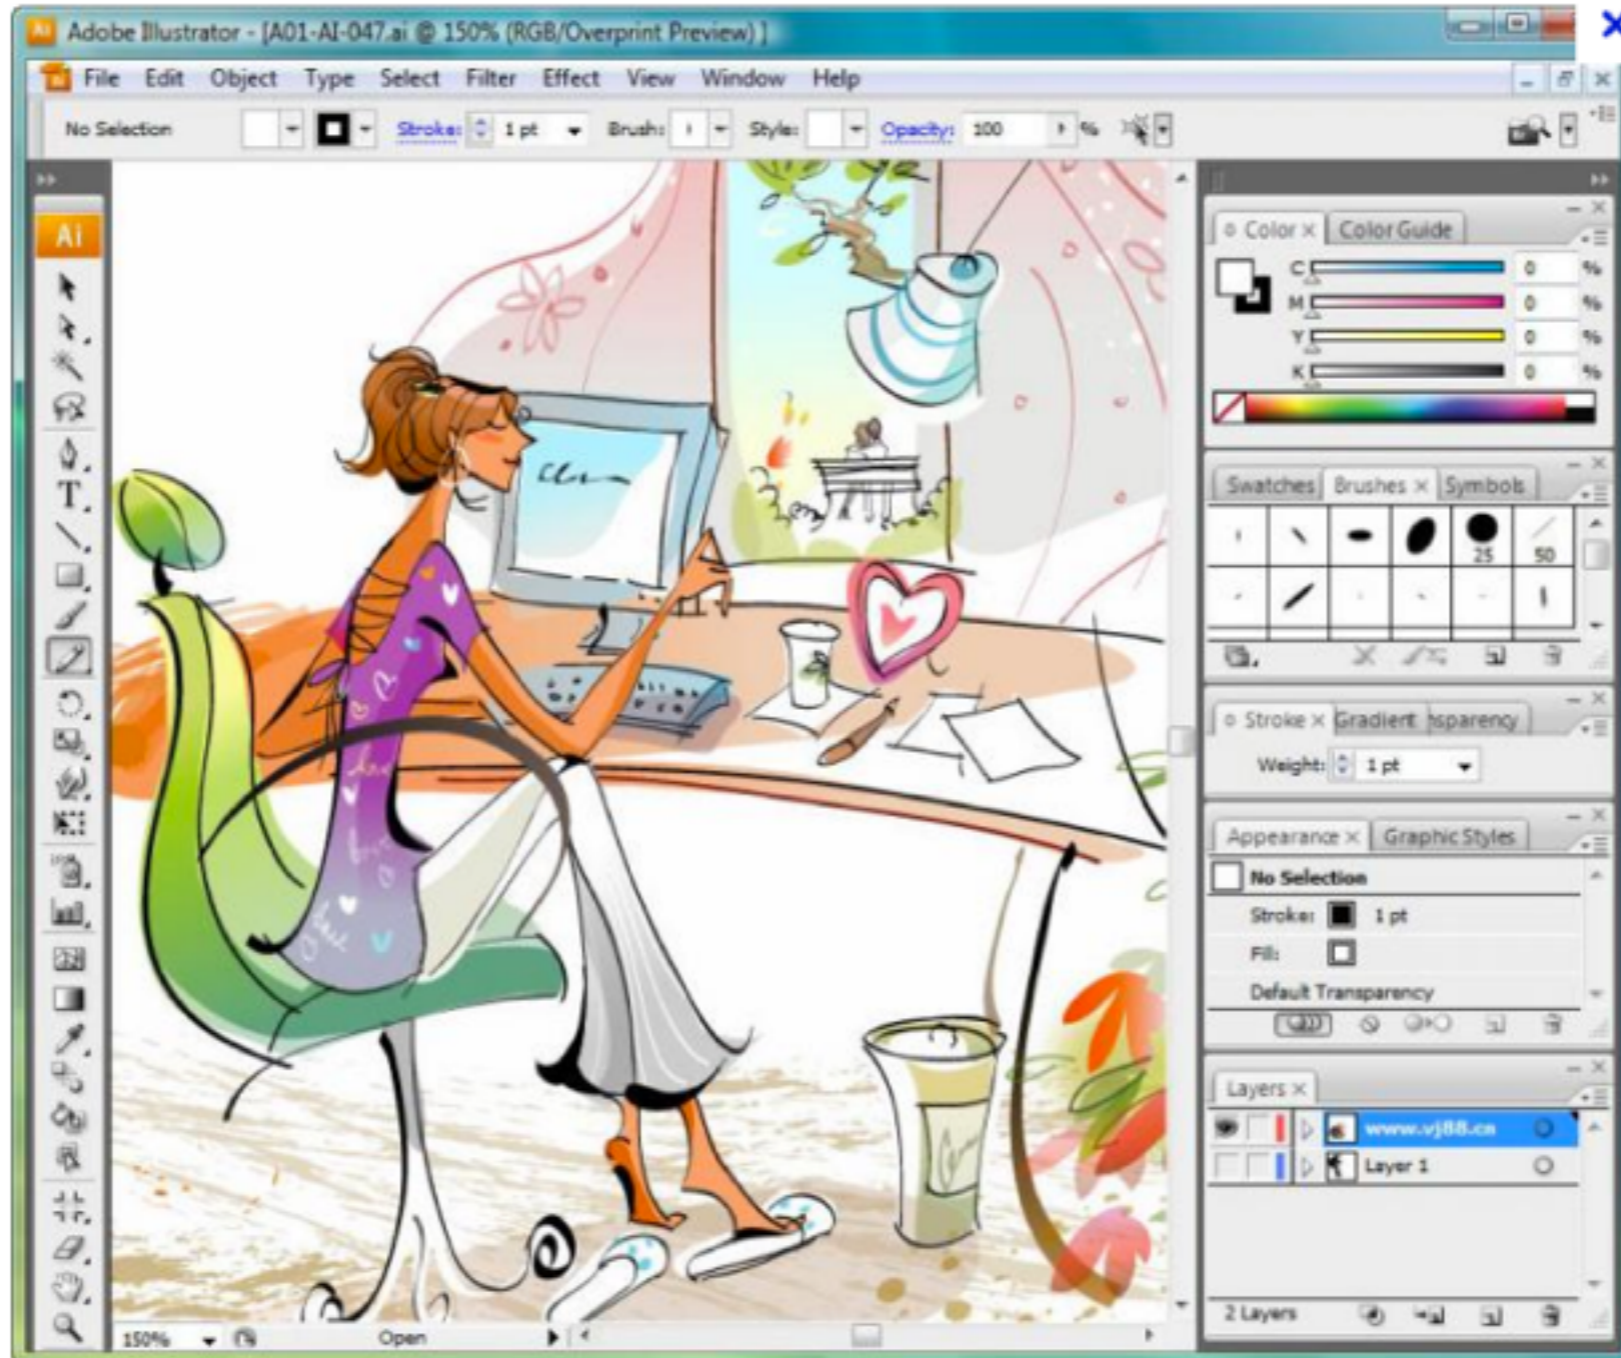 Ai Adobe Illustrator - [A01-AI-047.ai @ 150% (RGB/Overprint Preview) ]
File Edit Object Type Select Filter Effect View Window Help
No Selection Stroke: 1 pt Brush: Style: Opacity: 100 %
Ai
T
Color Color Guide
C 0 %
M 0 %
Y 0 %
K 0 %
Swatches Brushes Symbols
25 50
Stroke Gradient nsparency
Weight: 1 pt
Appearance Graphic Styles
No Selection
Stroke: 1 pt
Fill:
Default Transparency
Layers
www.vj88.cn
Layer 1
2 Layers
150% Open